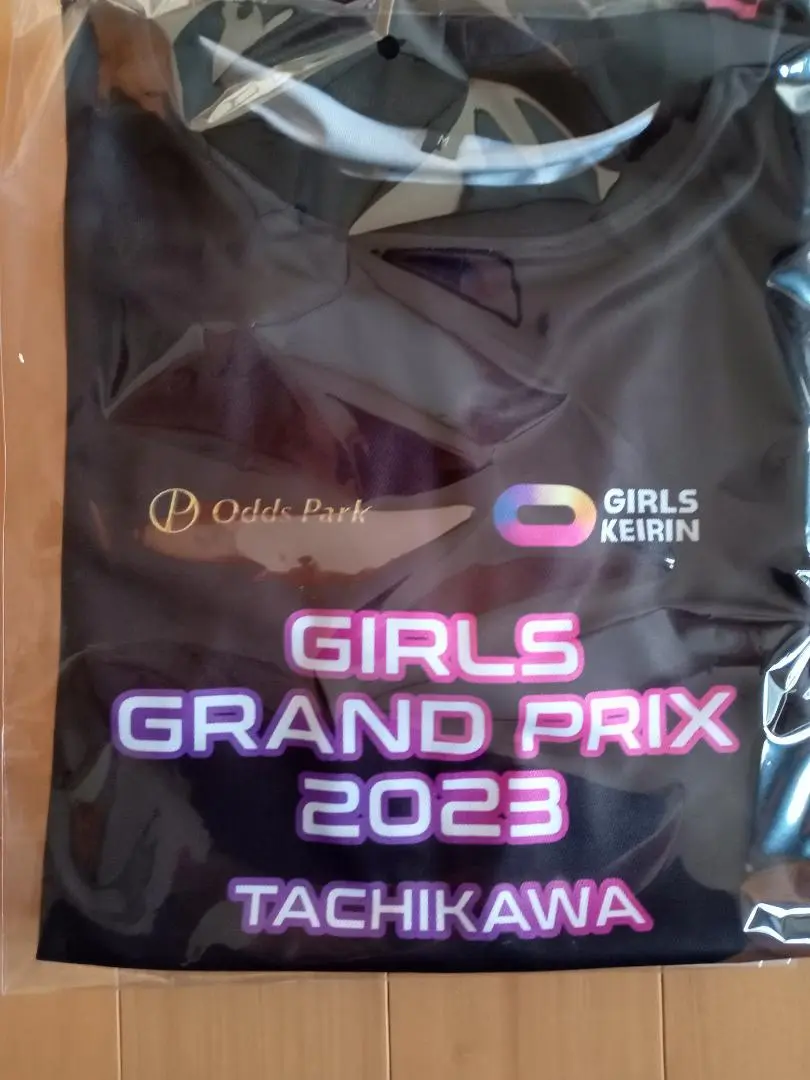 M
Odds Park
GIRLS
KEIRIN
GIRLS
GRAND PRIX
2023
TACHIKAWA